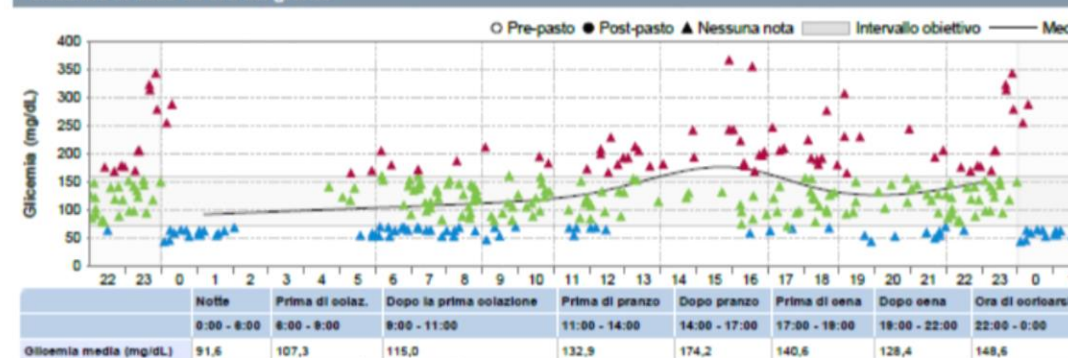 Pre-pasto Post-pasto Nessuna nota Intervallo obiettivo
Glicemia (mg/dL)
400
350
300
250
200
150
100
50
0
22 23 0 1 2 3 4 5 6 7 8 9 10 11 12 13 14 15 16 17 18 19 20 21 22 23 0
Notte Prima di colaz. Dopo la prima colazione Prima di pranzo Dopo pranzo Prima di cena Dopo cena
0:00 - 6:00 6:00 - 8:00 8:00 - 11:00 11:00 - 14:00 14:00 - 17:00 17:00 - 19:00 19:00 - 22:00 22:00 - 0:00
Glicemia media (mg/dL) 91,6 107,3 115,0 132,9 174,2 140,6 128,4 148,6